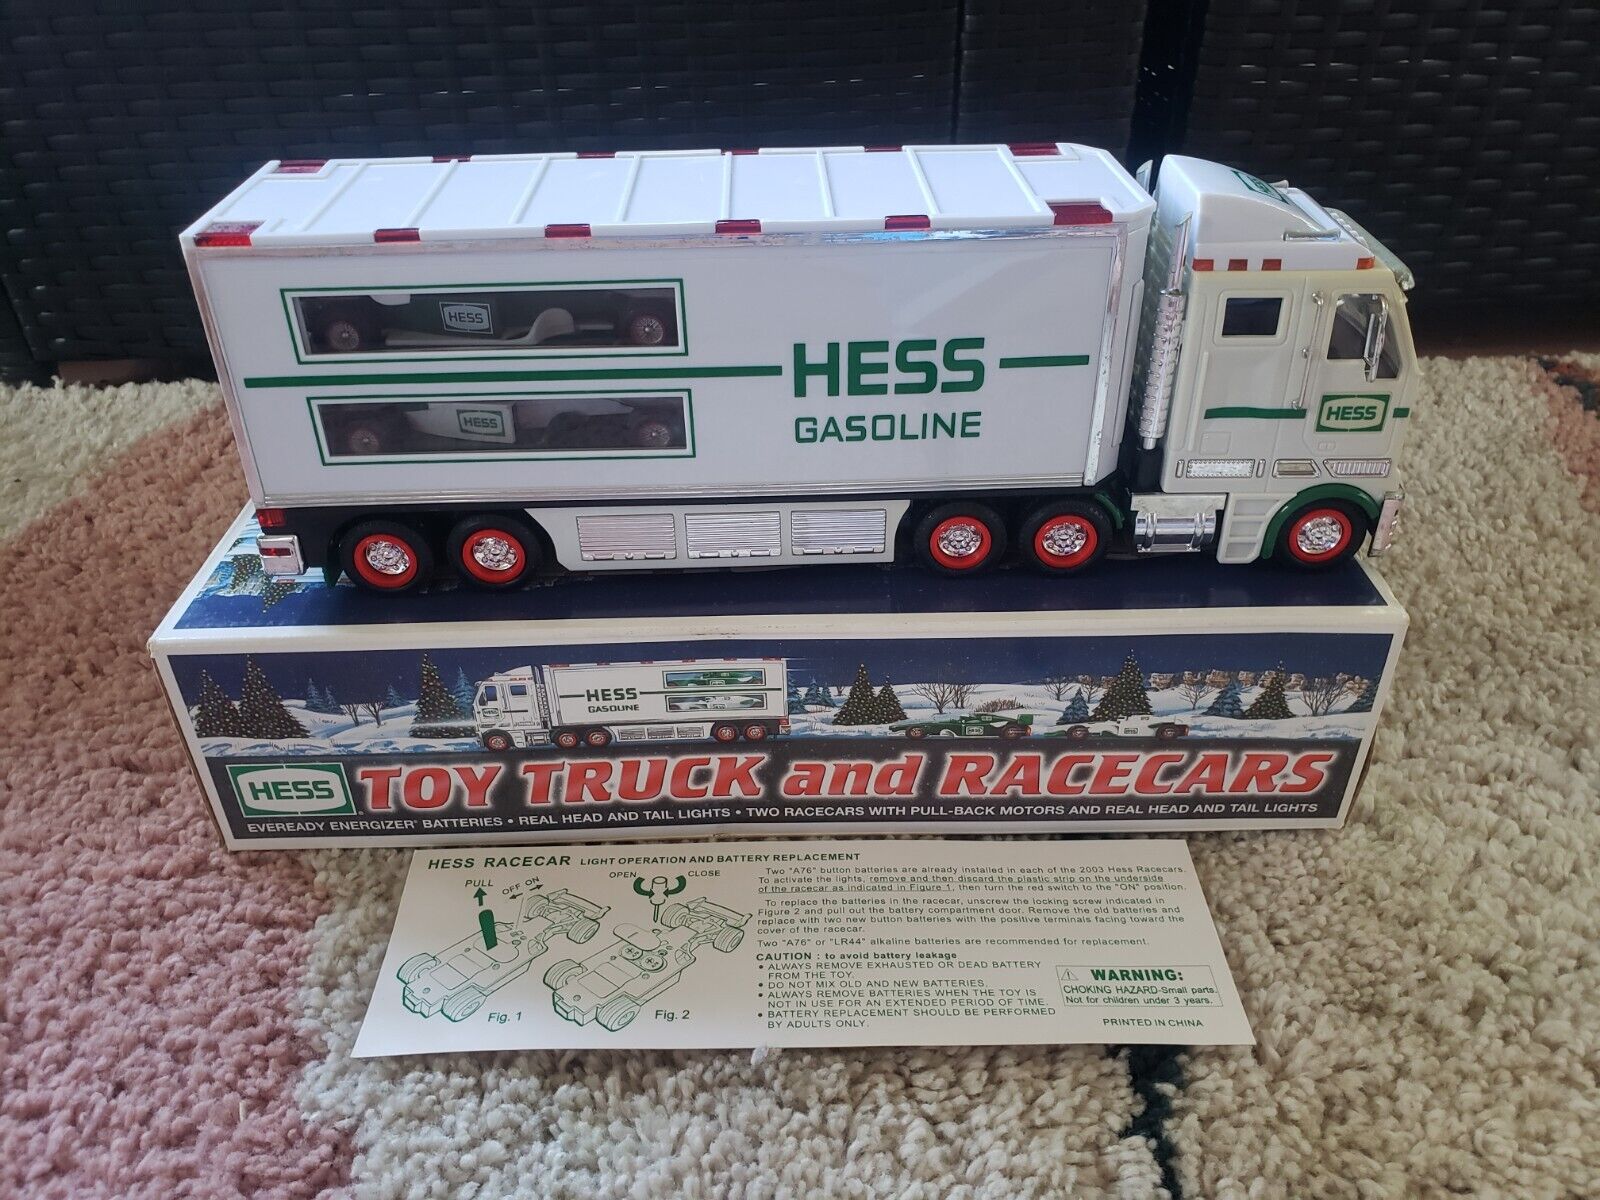 HESS
HESS
HESS
GASOLINE
HESS
HESS
GASOLINE
HESS
TOY TRUCK and RACECARS
EVEREADY ENERGIZER® BATTERIES • REAL HEAD AND TAIL LIGHTS • TWO RACECARS WITH PULL-BACK MOTORS AND REAL HEAD AND TAIL LIGHTS
HESS RACECAR LIGHT OPERATION AND BATTERY REPLACEMENT
PULL
OFF ON
OPEN
CLOSE
Fig. 1
Fig. 2
Two "A76" button batteries are already installed in each of the 2003 Hess Racecars.
To activate the lights, remove and then discard the plastic strip on the underside
of the racecar as indicated in Figure 1, then turn the red switch to the "ON" position.
To replace the batteries in the racecar, unscrew the locking screw indicated in
Figure 2 and pull out the battery compartment door. Remove the old batteries and
replace with two new button batteries with the positive terminals facing toward the
cover of the racecar.
Two "A76" or "LR44" alkaline batteries are recommended for replacement.
CAUTION : to avoid battery leakage
• ALWAYS REMOVE EXHAUSTED OR DEAD BATTERY
FROM THE TOY.
• DO NOT MIX OLD AND NEW BATTERIES.
• ALWAYS REMOVE BATTERIES WHEN THE TOY IS
NOT IN USE FOR AN EXTENDED PERIOD OF TIME.
• BATTERY REPLACEMENT SHOULD BE PERFORMED
BY ADULTS ONLY.
WARNING:
CHOKING HAZARD-Small parts.
Not for children under 3 years.
PRINTED IN CHINA